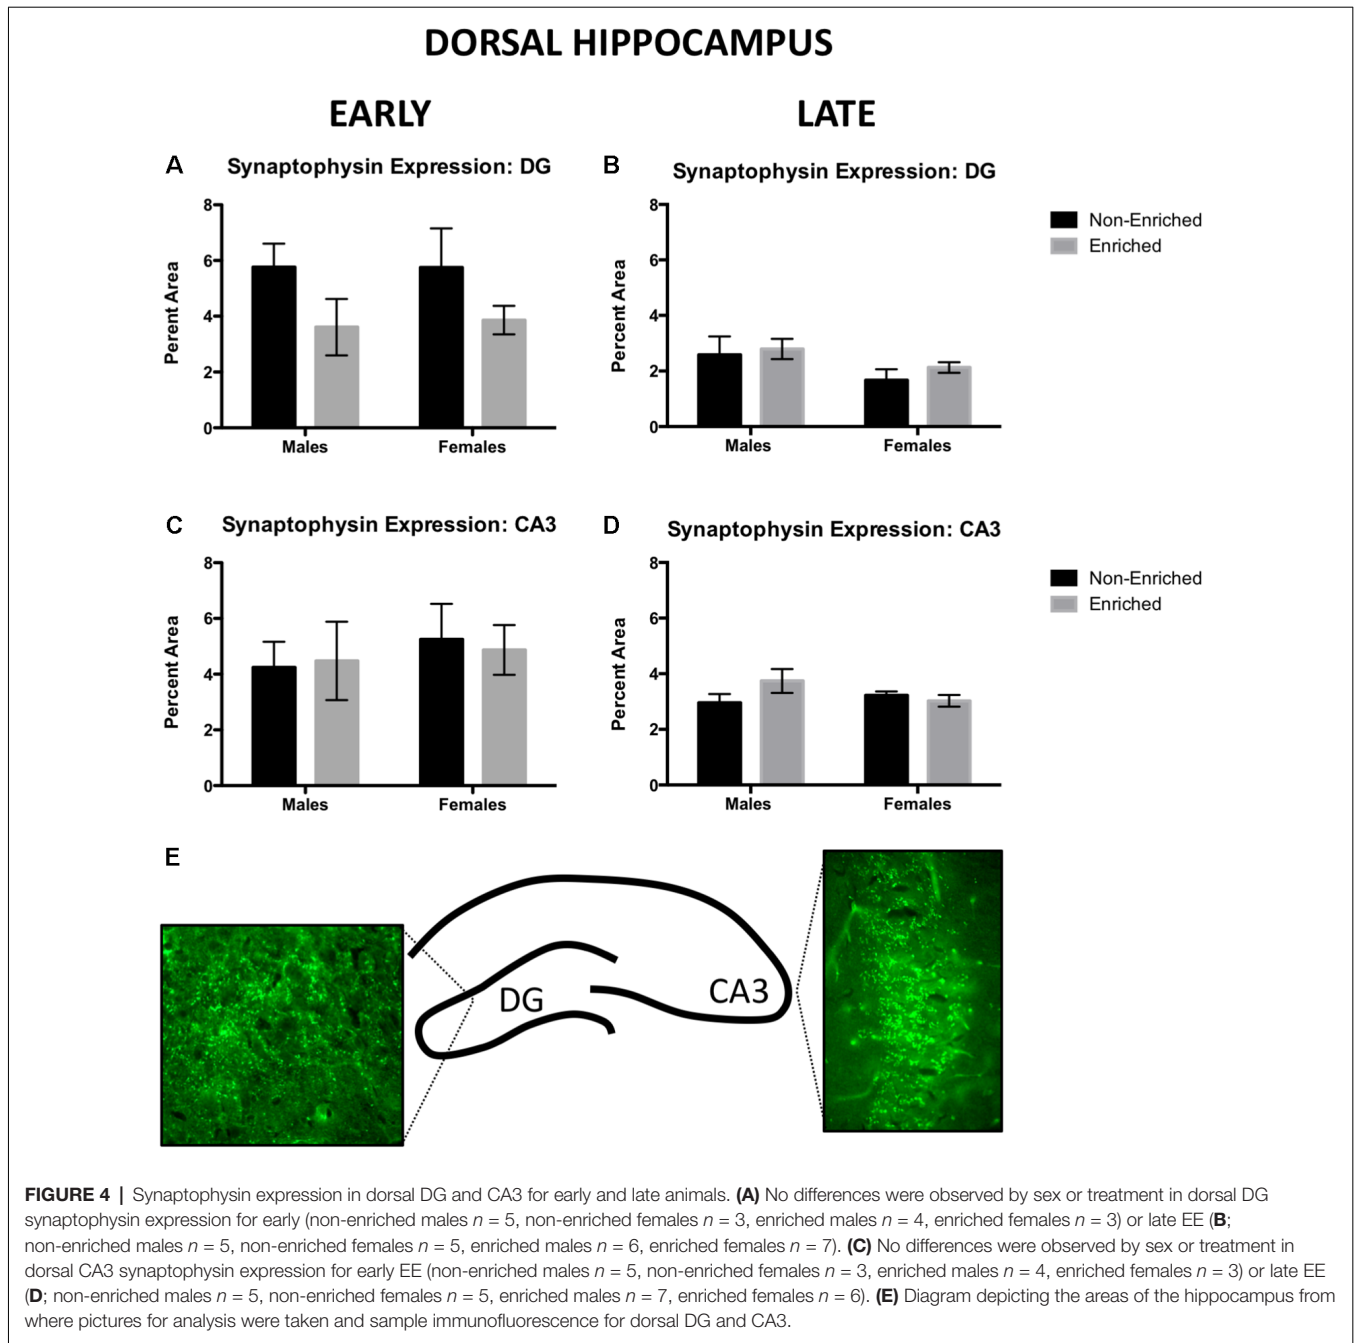 DORSAL HIPPOCAMPUS
EARLY
LATE
A
Synaptophysin Expression: DG
Perent Area
8
6
4
2
0
Males
Females
B
Synaptophysin Expression: DG
Percent Area
8
6
4
2
0
Males
Females
Non-Enriched
Enriched
C
Synaptophysin Expression: CA3
Percent Area
8
6
4
2
0
Males
Females
D
Synaptophysin Expression: CA3
Percent Area
8
6
4
2
0
Males
Females
Non-Enriched
Enriched
E
DG
CA3
FIGURE 4 | Synaptophysin expression in dorsal DG and CA3 for early and late animals. (A) No differences were observed by sex or treatment in dorsal DG
synaptophysin expression for early (non-enriched males n = 5, non-enriched females n = 3, enriched males n = 4, enriched females n = 3) or late EE (B;
non-enriched males n = 5, non-enriched females n = 5, enriched males n = 6, enriched females n = 7). (C) No differences were observed by sex or treatment in
dorsal CA3 synaptophysin expression for early EE (non-enriched males n = 5, non-enriched females n = 3, enriched males n = 4, enriched females n = 3) or late EE
(D; non-enriched males n = 5, non-enriched females n = 5, enriched males n = 7, enriched females n = 6). (E) Diagram depicting the areas of the hippocampus from
where pictures for analysis were taken and sample immunofluorescence for dorsal DG and CA3.